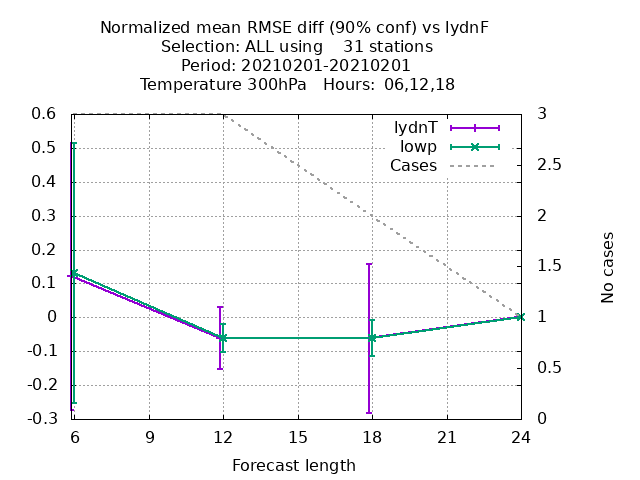 Normalized mean RMSE diff (90% conf) vs lydnF
Selection: ALL using    31 stations
Period: 20210201-20210201
Temperature 300hPa   Hours: 06,12,18
lydnT
lowp
Cases
0.6
0.5
0.4
0.3
0.2
0.1
0
-0.1
-0.2
-0.3
3
2.5
2
1.5
1
0.5
0
No cases
6 9 12 15 18 21 24
Forecast length